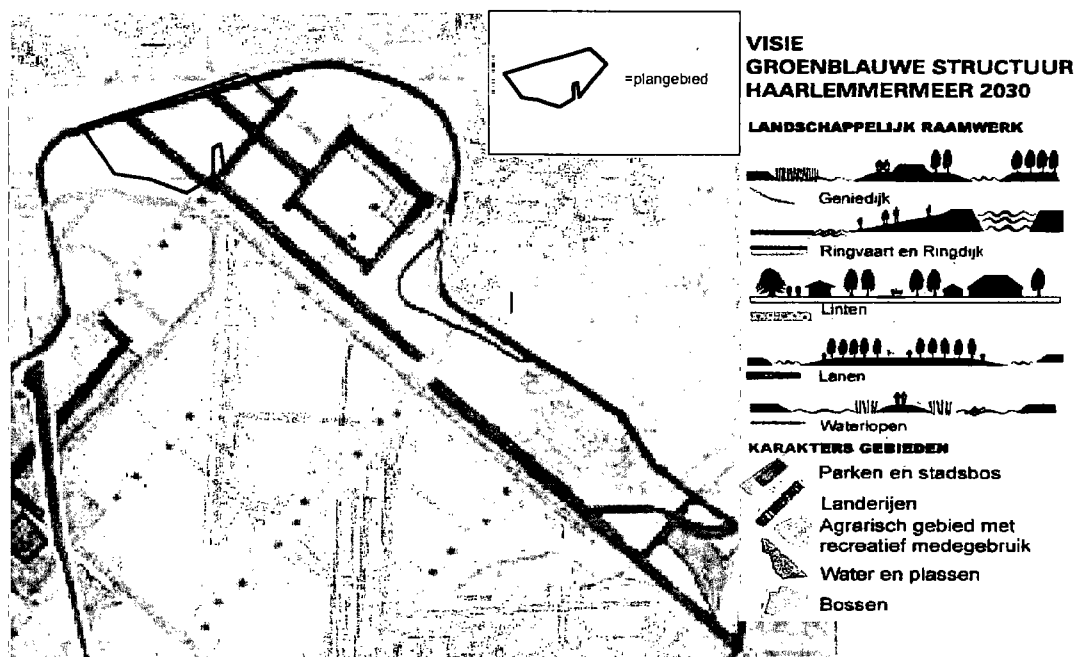 =plangebied
VISIE
GROENBLAUWE STRUCTUUR
HAARLEMMERMEER 2030
LANDSCHAPPELIJK RAAMWERK
Geniedijk
Ringvaart en Ringdijk
Linten
Lanen
Waterlopen
KARAKTERS GEBIEDEN
Parken en stadsbos
Landerijen
Agrarisch gebied met
recreatief medegebruik
Water en plassen
Bossen